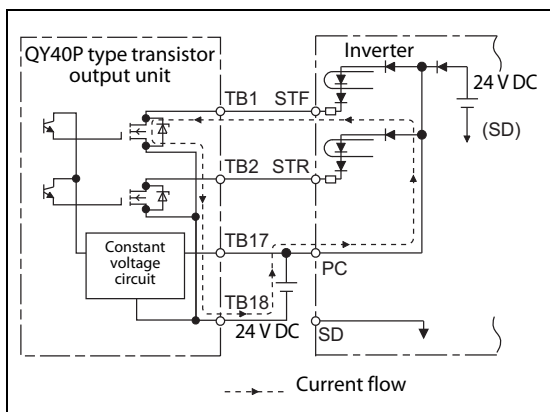 QY40P type transistor
output unit
Inverter
24 V DC
(SD)
TB1 STF
TB2 STR
TB17
PC
Constant
voltage
circuit
TB18
24 V DC
SD
Current flow